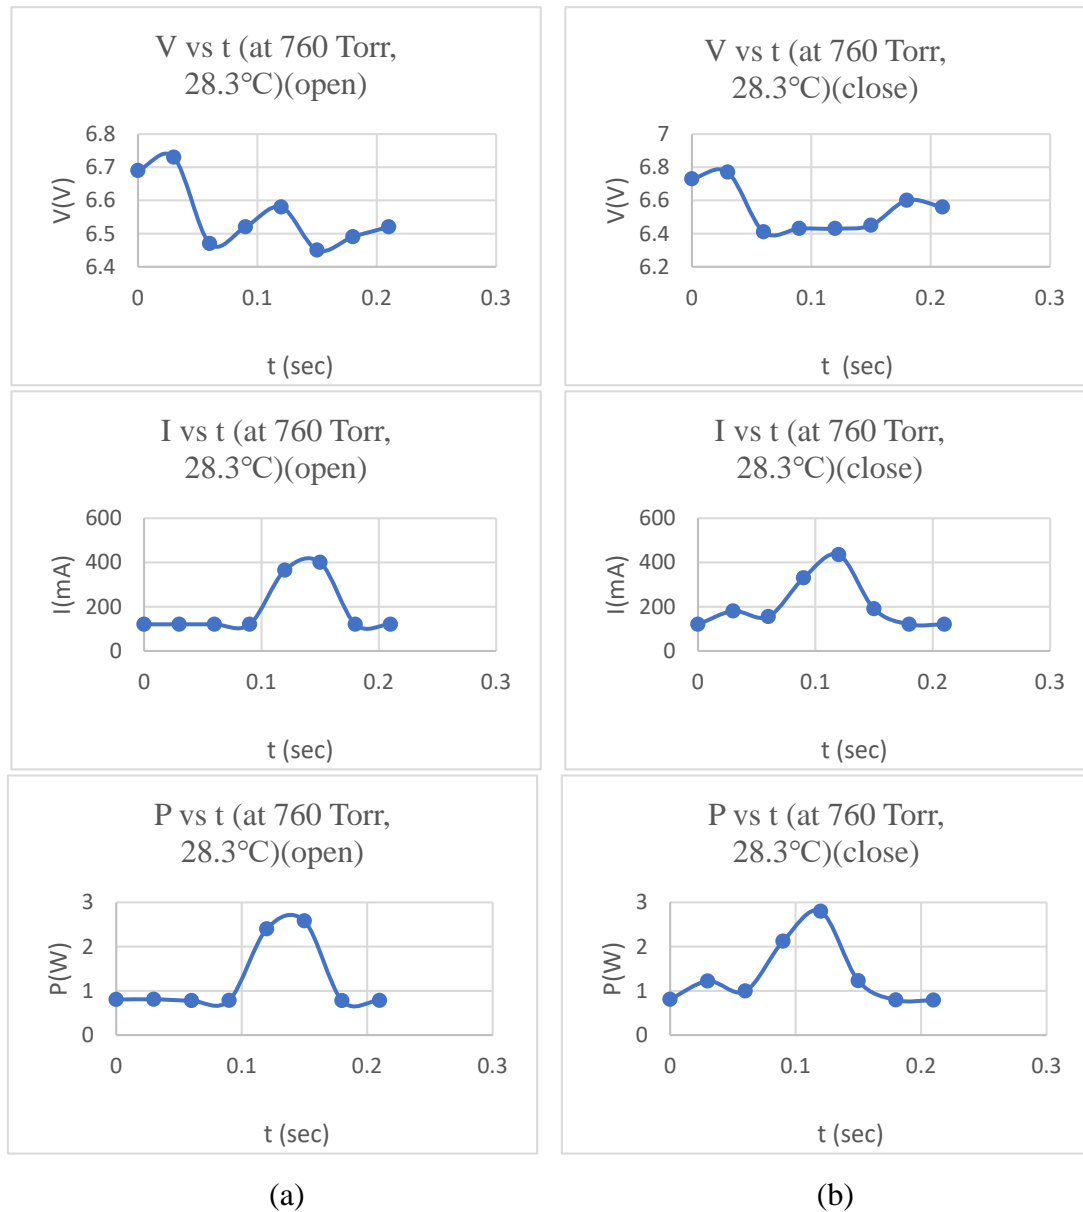 V vs t (at 760 Torr,
28.3°C)(open)
V(V)
6.8
6.7
6.6
6.5
6.4
0 0.1 0.2 0.3
t (sec)
V vs t (at 760 Torr,
28.3°C)(close)
V(V)
7
6.8
6.6
6.4
6.2
0 0.1 0.2 0.3
t (sec)
I vs t (at 760 Torr,
28.3°C)(open)
I(mA)
600
400
200
0
0 0.1 0.2 0.3
t (sec)
I vs t (at 760 Torr,
28.3°C)(close)
I(mA)
600
400
200
0
0 0.1 0.2 0.3
t (sec)
P vs t (at 760 Torr,
28.3°C)(open)
P(W)
3
2
1
0
0 0.1 0.2 0.3
t (sec)
P vs t (at 760 Torr,
28.3°C)(close)
P(W)
3
2
1
0
0 0.1 0.2 0.3
t (sec)
(a)
(b)